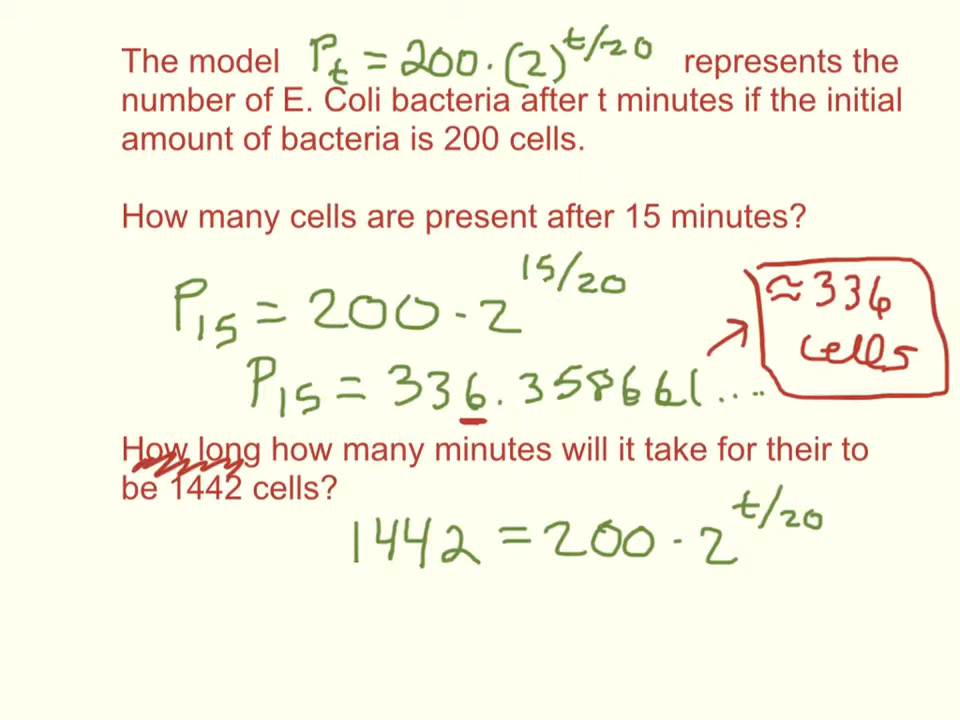 The model P_t = 200 · (2)^{t/20} represents the
number of E. Coli bacteria after t minutes if the initial
amount of bacteria is 200 cells.
How many cells are present after 15 minutes?
P_15 = 200 · 2^{15/20}
≈ 336
cells
P_15 = 336.358661....
How long how many minutes will it take for their to
be 1442 cells?
1442 = 200 · 2^{t/20}